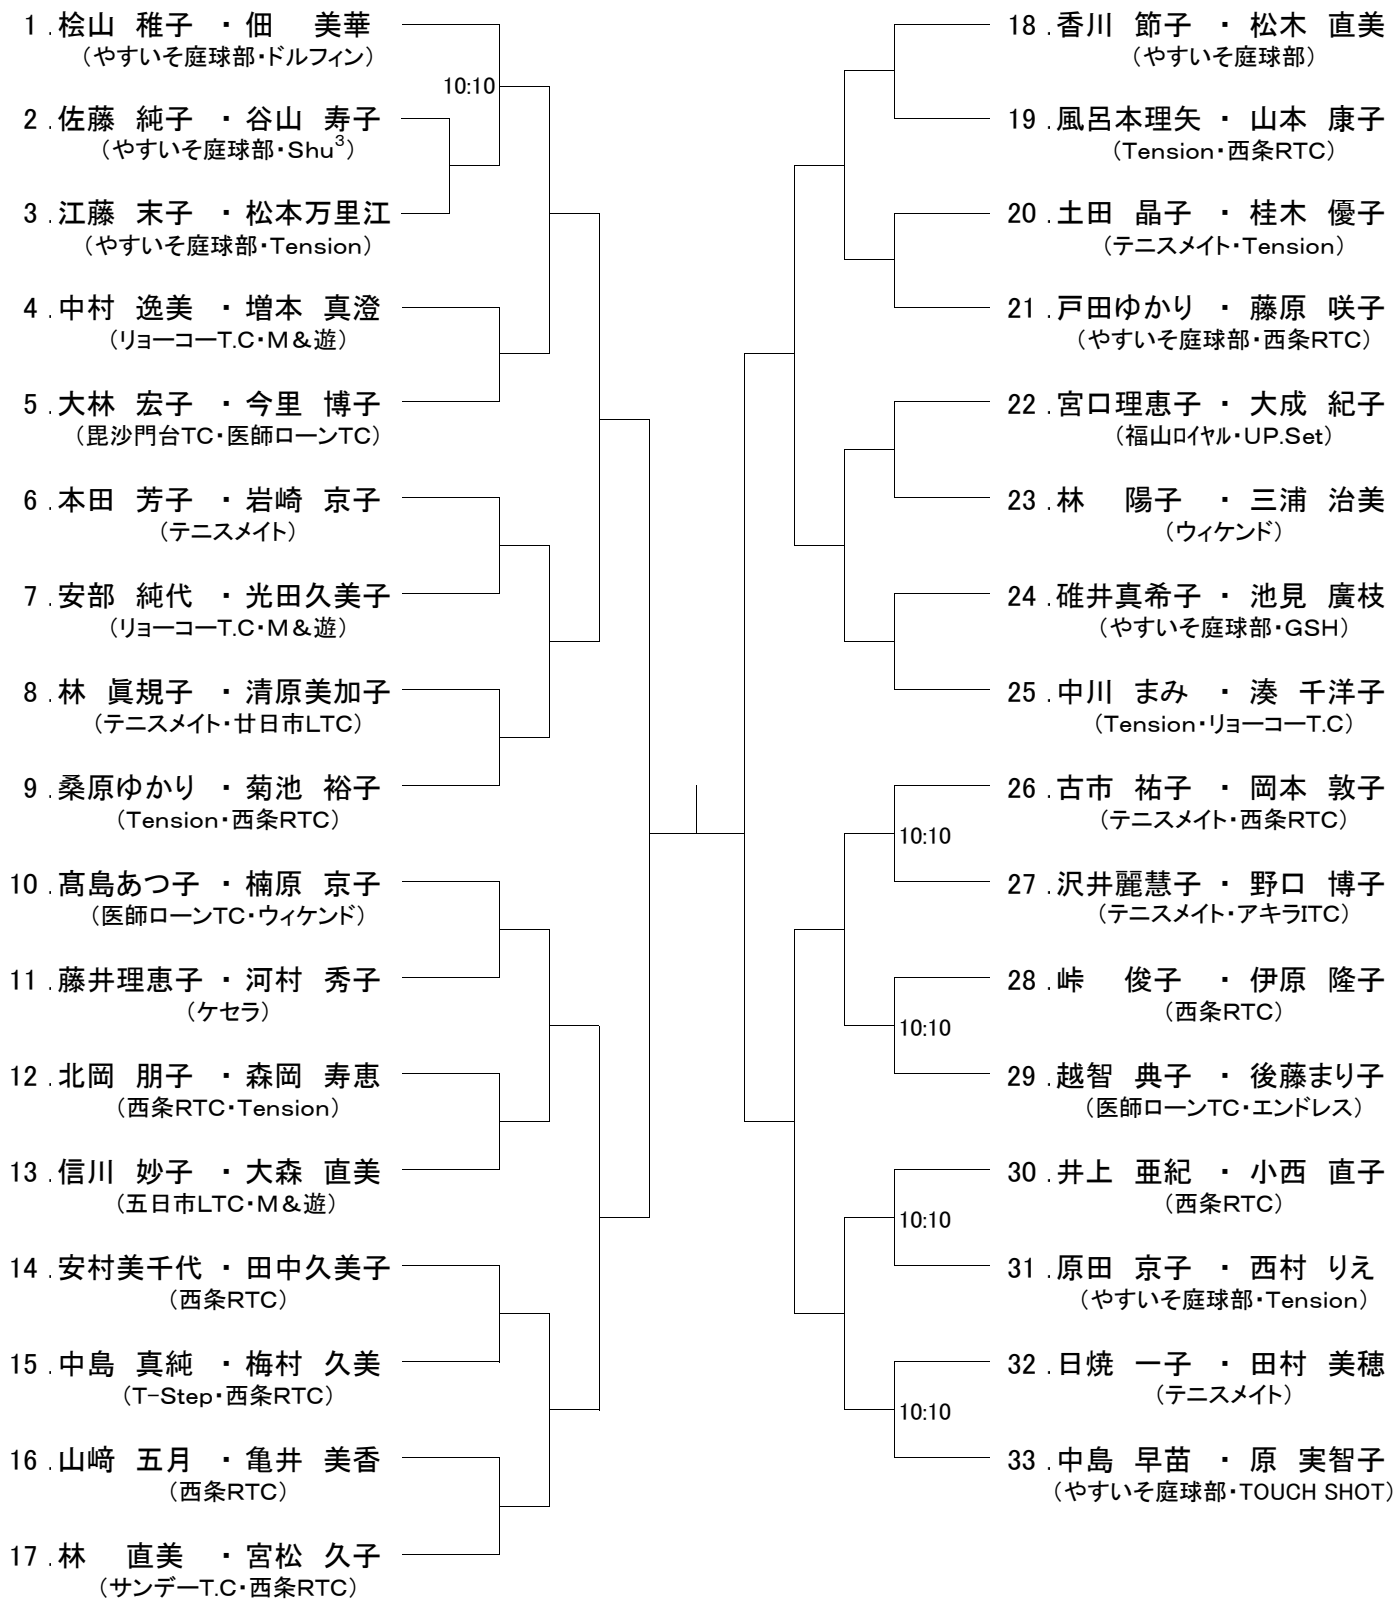 1 .桧山 稚子 ・佃 美華
(やすいそ庭球部・ドルフィン)
10:10
2 .佐藤 純子 ・谷山 寿子
(やすいそ庭球部・Shu³)
3 .江藤 末子 ・松本万里江
(やすいそ庭球部・Tension)
4 .中村 逸美 ・増本 真澄
(リョーコーT.C・M&遊)
5 .大林 宏子 ・今里 博子
(毘沙門台TC・医師ローンTC)
6 .本田 芳子 ・岩崎 京子
(テニスメイト)
7 .安部 純代 ・光田久美子
(リョーコーT.C・M&遊)
8 .林 眞規子 ・清原美加子
(テニスメイト・廿日市LTC)
9 .桑原ゆかり ・菊池 裕子
(Tension・西条RTC)
10 .髙島あつ子 ・楠原 京子
(医師ローンTC・ウィケンド)
11 .藤井理恵子 ・河村 秀子
(ケセラ)
12 .北岡 朋子 ・森岡 寿恵
(西条RTC・Tension)
13 .信川 妙子 ・大森 直美
(五日市LTC・M&遊)
14 .安村美千代 ・田中久美子
(西条RTC)
15 .中島 真純 ・梅村 久美
(T-Step・西条RTC)
16 .山﨑 五月 ・亀井 美香
(西条RTC)
17 .林 直美 ・宮松 久子
(サンデーT.C・西条RTC)
18 .香川 節子 ・松木 直美
(やすいそ庭球部)
19 .風呂本理矢 ・山本 康子
(Tension・西条RTC)
20 .土田 晶子 ・桂木 優子
(テニスメイト・Tension)
21 .戸田ゆかり ・藤原 咲子
(やすいそ庭球部・西条RTC)
22 .宮口理恵子 ・大成 紀子
(福山ﾛｲﾔﾙ・UP.Set)
23 .林 陽子 ・三浦 治美
(ウィケンド)
24 .碓井真希子 ・池見 廣枝
(やすいそ庭球部・GSH)
25 .中川 まみ ・湊 千洋子
(Tension・リョーコーT.C)
26 .古市 祐子 ・岡本 敦子
(テニスメイト・西条RTC)
10:10
27 .沢井麗慧子 ・野口 博子
(テニスメイト・アキラITC)
28 .峠 俊子 ・伊原 隆子
(西条RTC)
10:10
29 .越智 典子 ・後藤まり子
(医師ローンTC・エンドレス)
30 .井上 亜紀 ・小西 直子
(西条RTC)
10:10
31 .原田 京子 ・西村 りえ
(やすいそ庭球部・Tension)
32 .日焼 一子 ・田村 美穂
(テニスメイト)
10:10
33 .中島 早苗 ・原 実智子
(やすいそ庭球部・TOUCH SHOT)